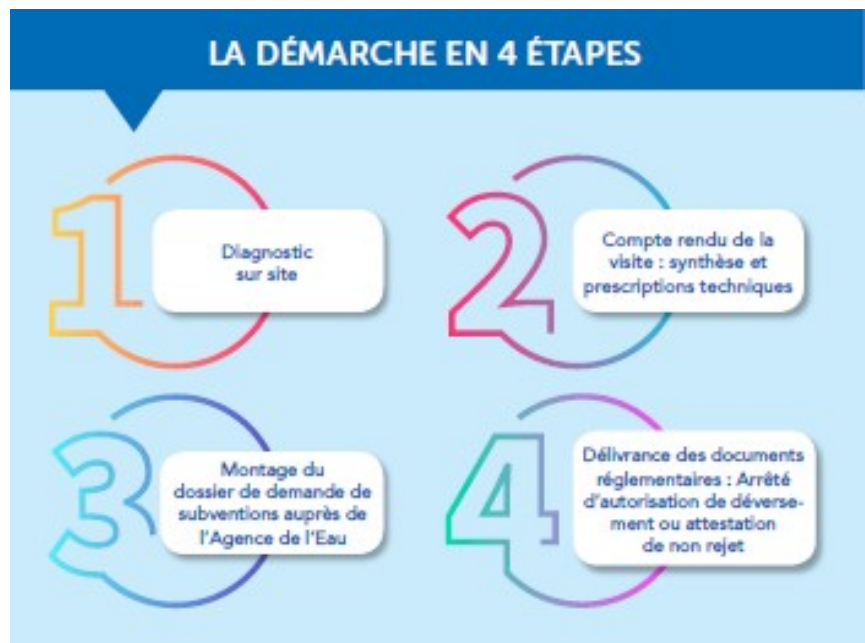 LA DÉMARCHE EN 4 ÉTAPES
1
Diagnostic
sur site
2
Compte rendu de la
visite : synthèse et
prescriptions techniques
3
Montage du
dossier de demande de
subventions auprès de
l'Agence de l'Eau
4
Délivrance des documents
réglementaires : Arrêté
d'autorisation de déverse-
ment ou attestation
de non rejet